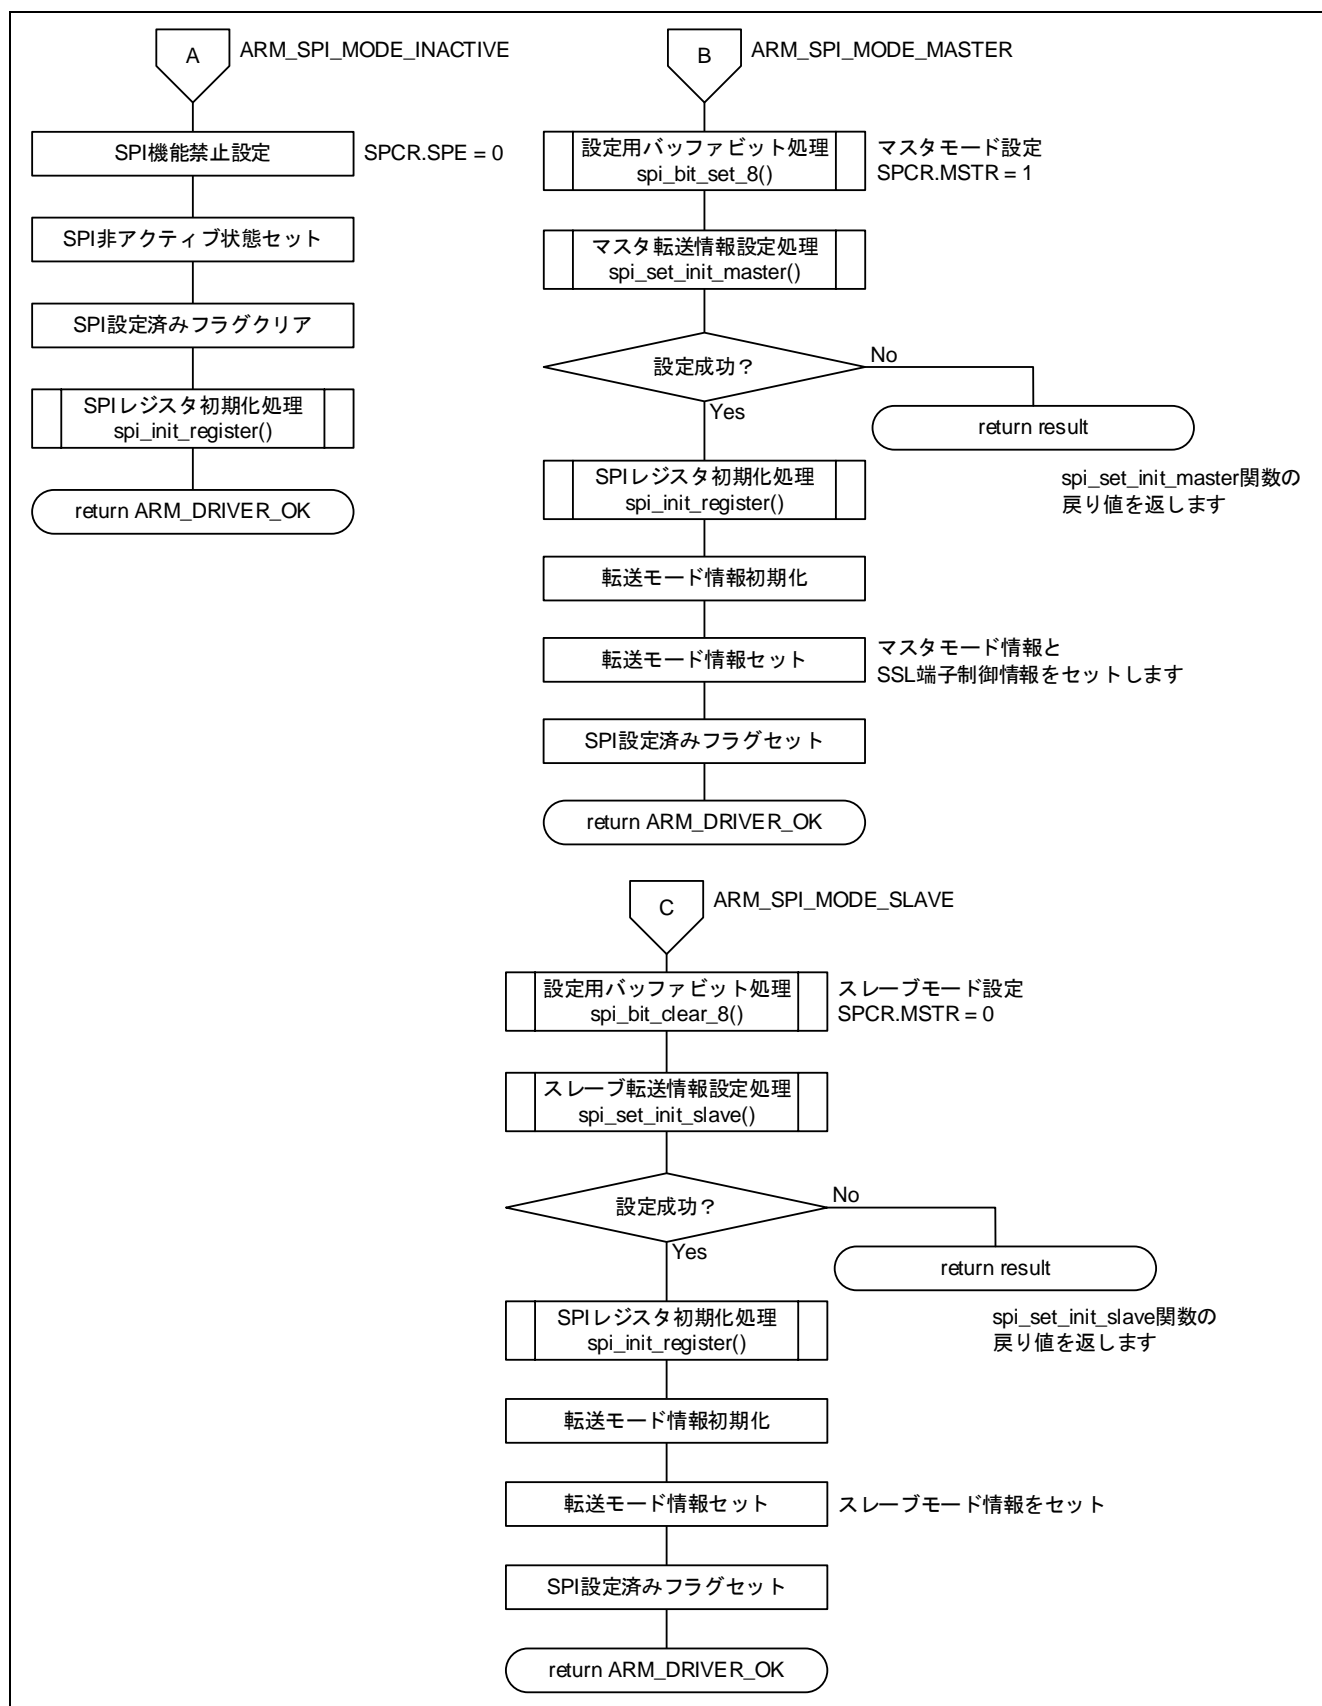 A
ARM_SPI_MODE_INACTIVE
SPI機能禁止設定
SPCR.SPE = 0
SPI非アクティブ状態セット
SPI設定済みフラグクリア
SPIレジスタ初期化処理
spi_init_register()
return ARM_DRIVER_OK
B
ARM_SPI_MODE_MASTER
設定用バッファビット処理
spi_bit_set_8()
マスタモード設定
SPCR.MSTR = 1
マスタ転送情報設定処理
spi_set_init_master()
設定成功？
No
Yes
return result
spi_set_init_master関数の
戻り値を返します
SPIレジスタ初期化処理
spi_init_register()
転送モード情報初期化
転送モード情報セット
マスタモード情報と
SSL端子制御情報をセットします
SPI設定済みフラグセット
return ARM_DRIVER_OK
C
ARM_SPI_MODE_SLAVE
設定用バッファビット処理
spi_bit_clear_8()
スレーブモード設定
SPCR.MSTR = 0
スレーブ転送情報設定処理
spi_set_init_slave()
設定成功？
No
Yes
return result
spi_set_init_slave関数の
戻り値を返します
SPIレジスタ初期化処理
spi_init_register()
転送モード情報初期化
転送モード情報セット
スレーブモード情報をセット
SPI設定済みフラグセット
return ARM_DRIVER_OK